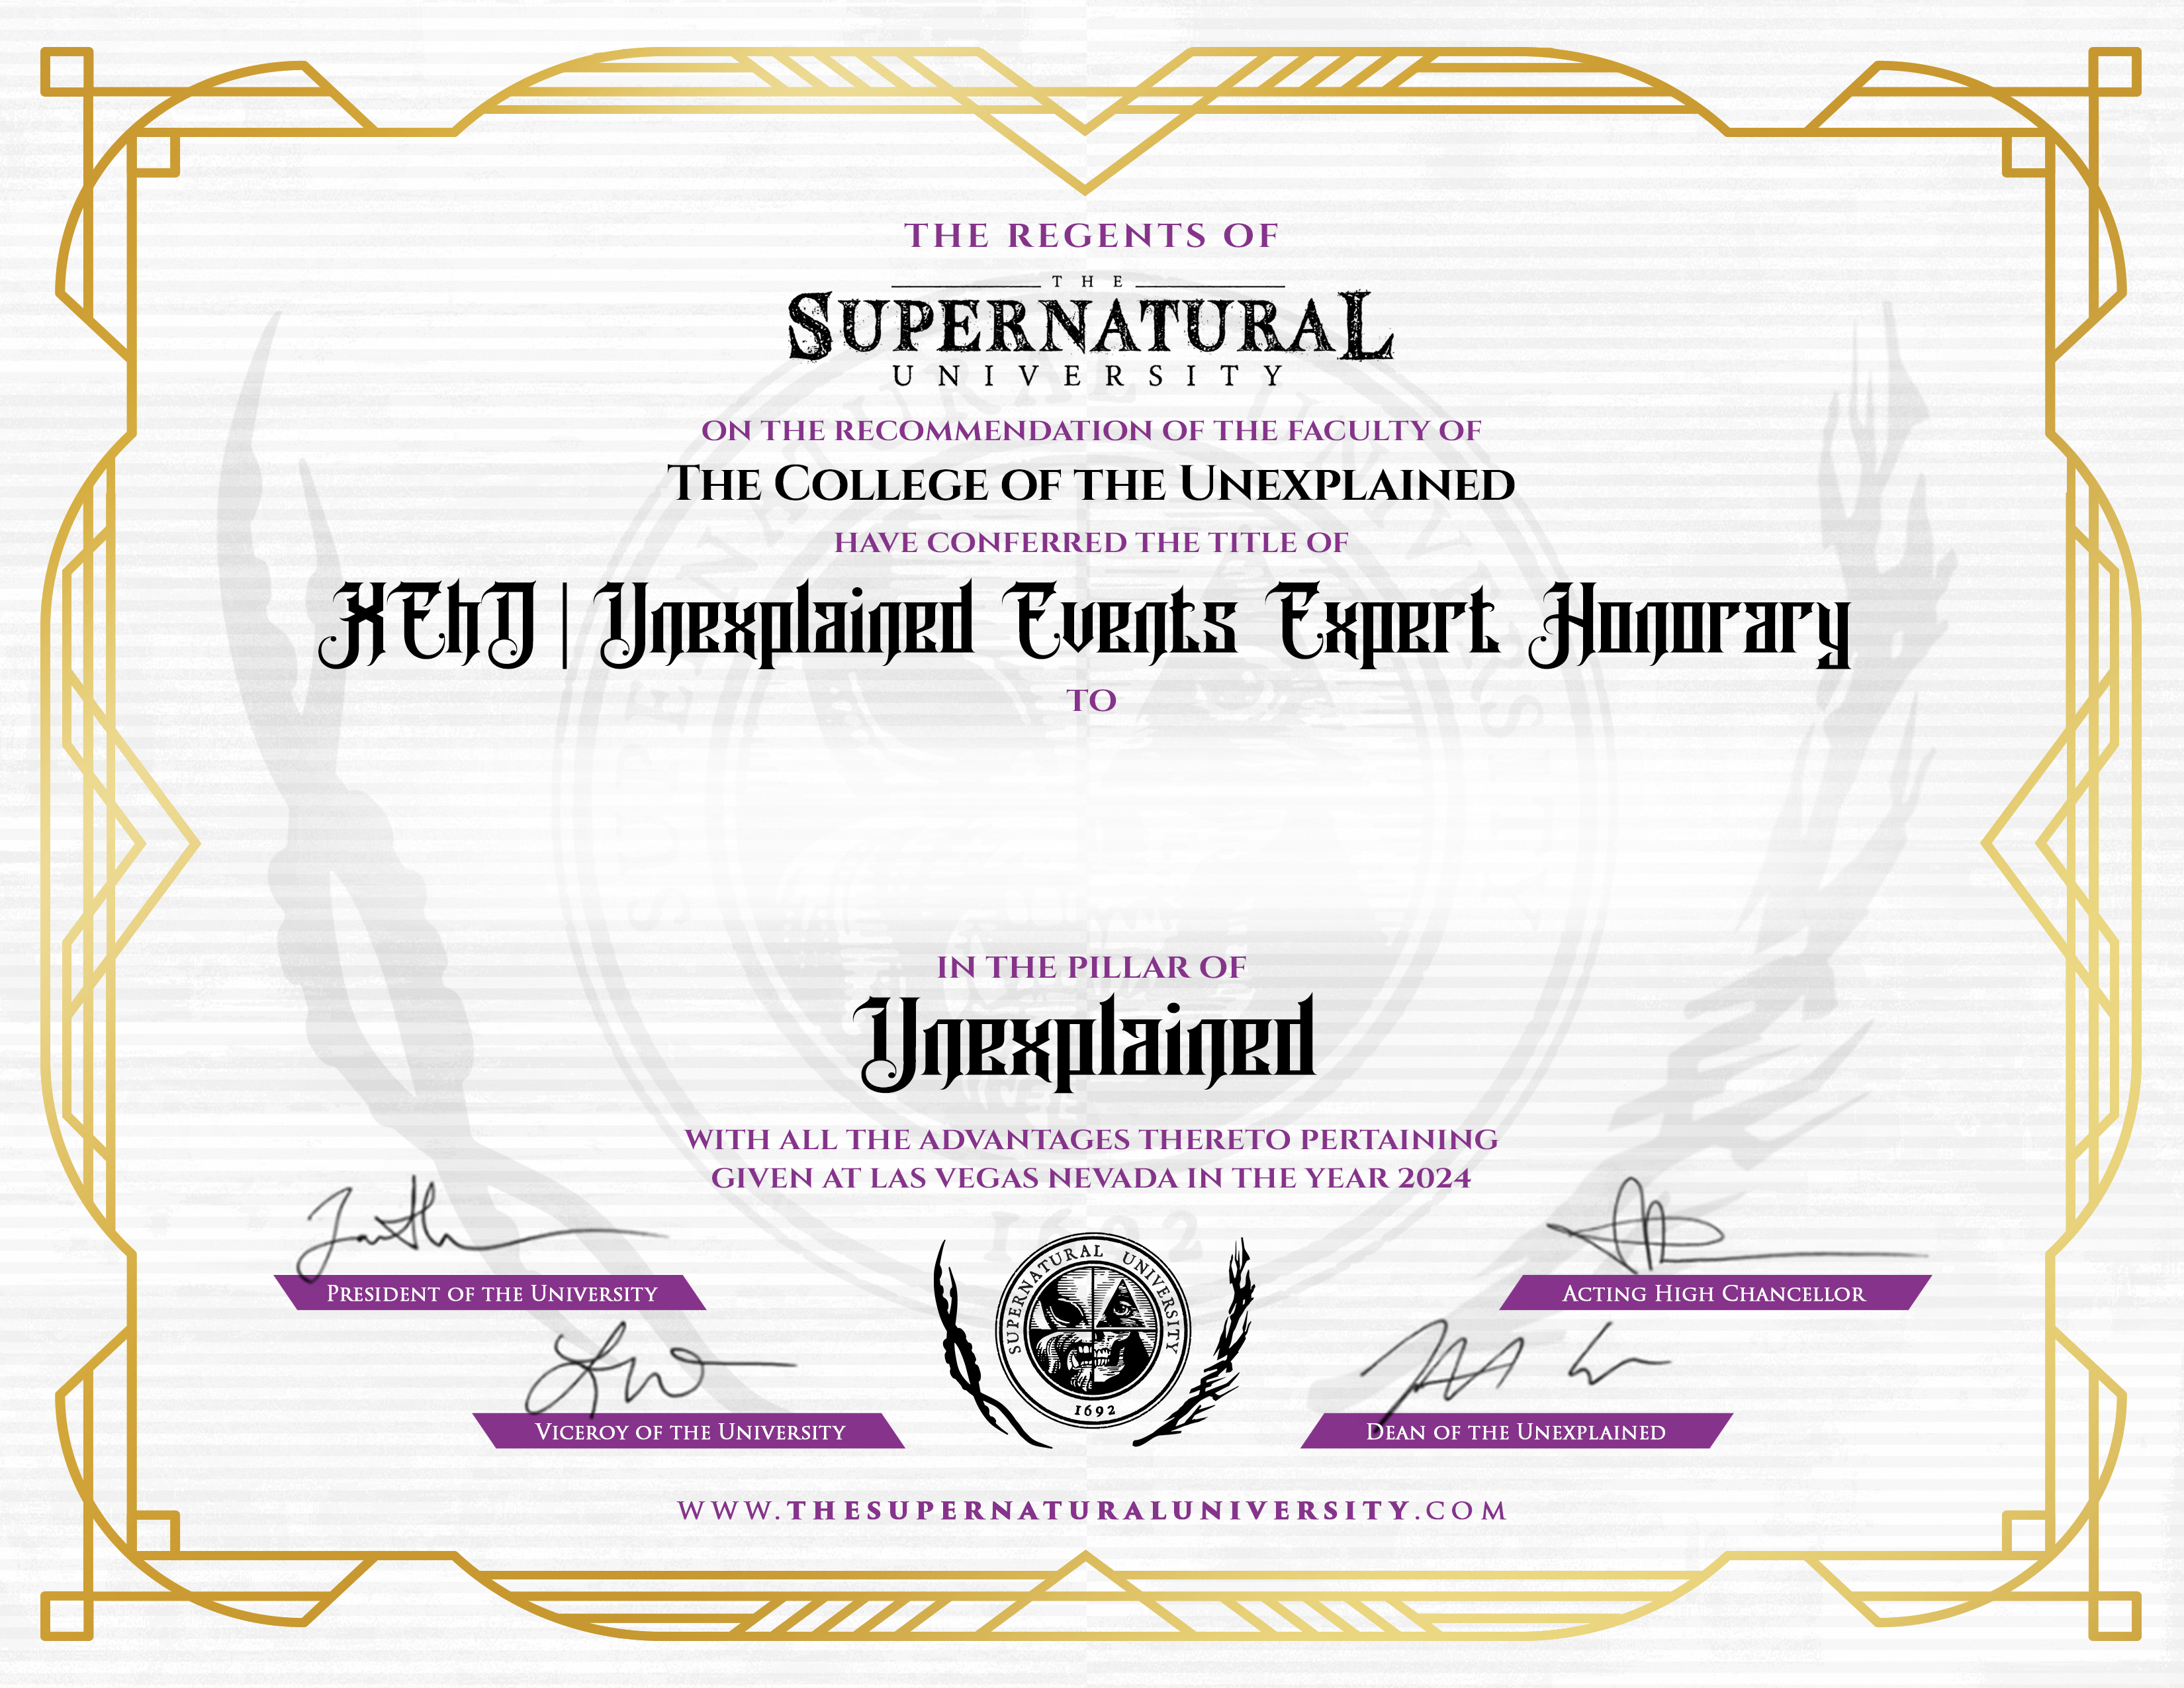 THE REGENTS OF
THE
SUPERNATURAL
UNIVERSITY
ON THE RECOMMENDATION OF THE FACULTY OF
THE COLLEGE OF THE UNEXPLAINED
HAVE CONFERRED THE TITLE OF
XEhD | Unexplained Events Expert Honorary
TO
IN THE PILLAR OF
Unexplained
WITH ALL THE ADVANTAGES THERETO PERTAINING
GIVEN AT LAS VEGAS NEVADA IN THE YEAR 2024
PRESIDENT OF THE UNIVERSITY
ACTING HIGH CHANCELLOR
SUPERNATURAL UNIVERSITY
1692
VICEROY OF THE UNIVERSITY
DEAN OF THE UNEXPLAINED
WWW.THESUPERNATURALUNIVERSITY.COM